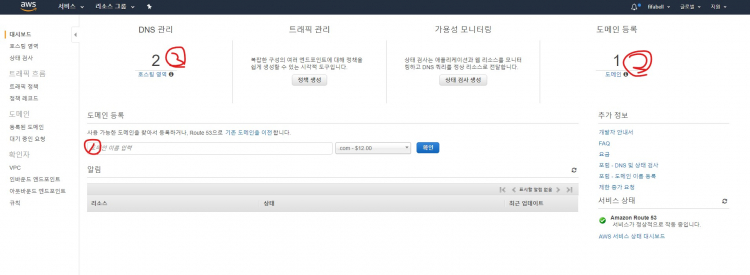 aws
서비스
리소스 그룹
fitabell
글로벌
지원
대시보드
호스팅 영역
상태 검사
트래픽 흐름
트래픽 정책
정책 레코드
도메인
등록된 도메인
대기 중인 요청
확인자
VPC
인바운드 엔드포인트
아웃바운드 엔드포인트
규칙
DNS 관리
2
3
호스팅 영역
트래픽 관리
복잡한 구성의 여러 엔드포인트에 대해 정책을
쉽게 생성할 수 있는 시각적 도구입니다.
정책 생성
가용성 모니터링
상태 검사는 애플리케이션과 웹 리소스를 모니터
링하고 DNS 쿼리를 정상 리소스로 전달합니다.
상태 검사 생성
도메인 등록
1
2
도메인
도메인 등록
사용 가능한 도메인을 찾아서 등록하거나, Route 53으로 기존 도메인을 이전합니다.
1
이름 입력
.com - $12.00
확인
알림
표시할 알림 없음
리소스
상태
최근 업데이트
추가 정보
개발자 안내서
FAQ
요금
포럼 - DNS 및 상태 검사
포럼 - 도메인 이름 등록
제한 증가 요청
서비스 상태
Amazon Route 53
- 서비스가 정상적으로 작동 중입니다.
AWS 서비스 상태 대시보드